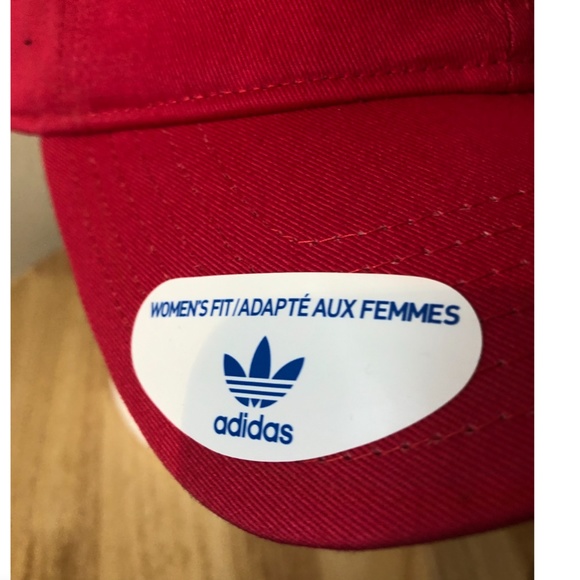 WOMEN'S FIT/ADAPTÉ AUX FEMMES
adidas